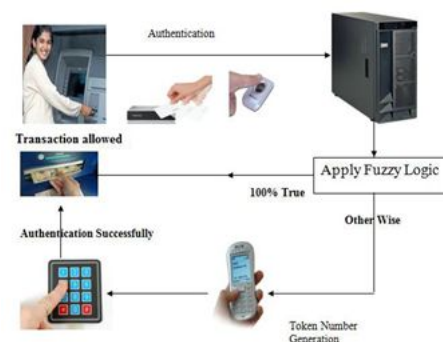 Authentication
Transaction allowed
Apply Fuzzy Logic
100% True
Other Wise
Authentication Successfully
Token Number
Generation